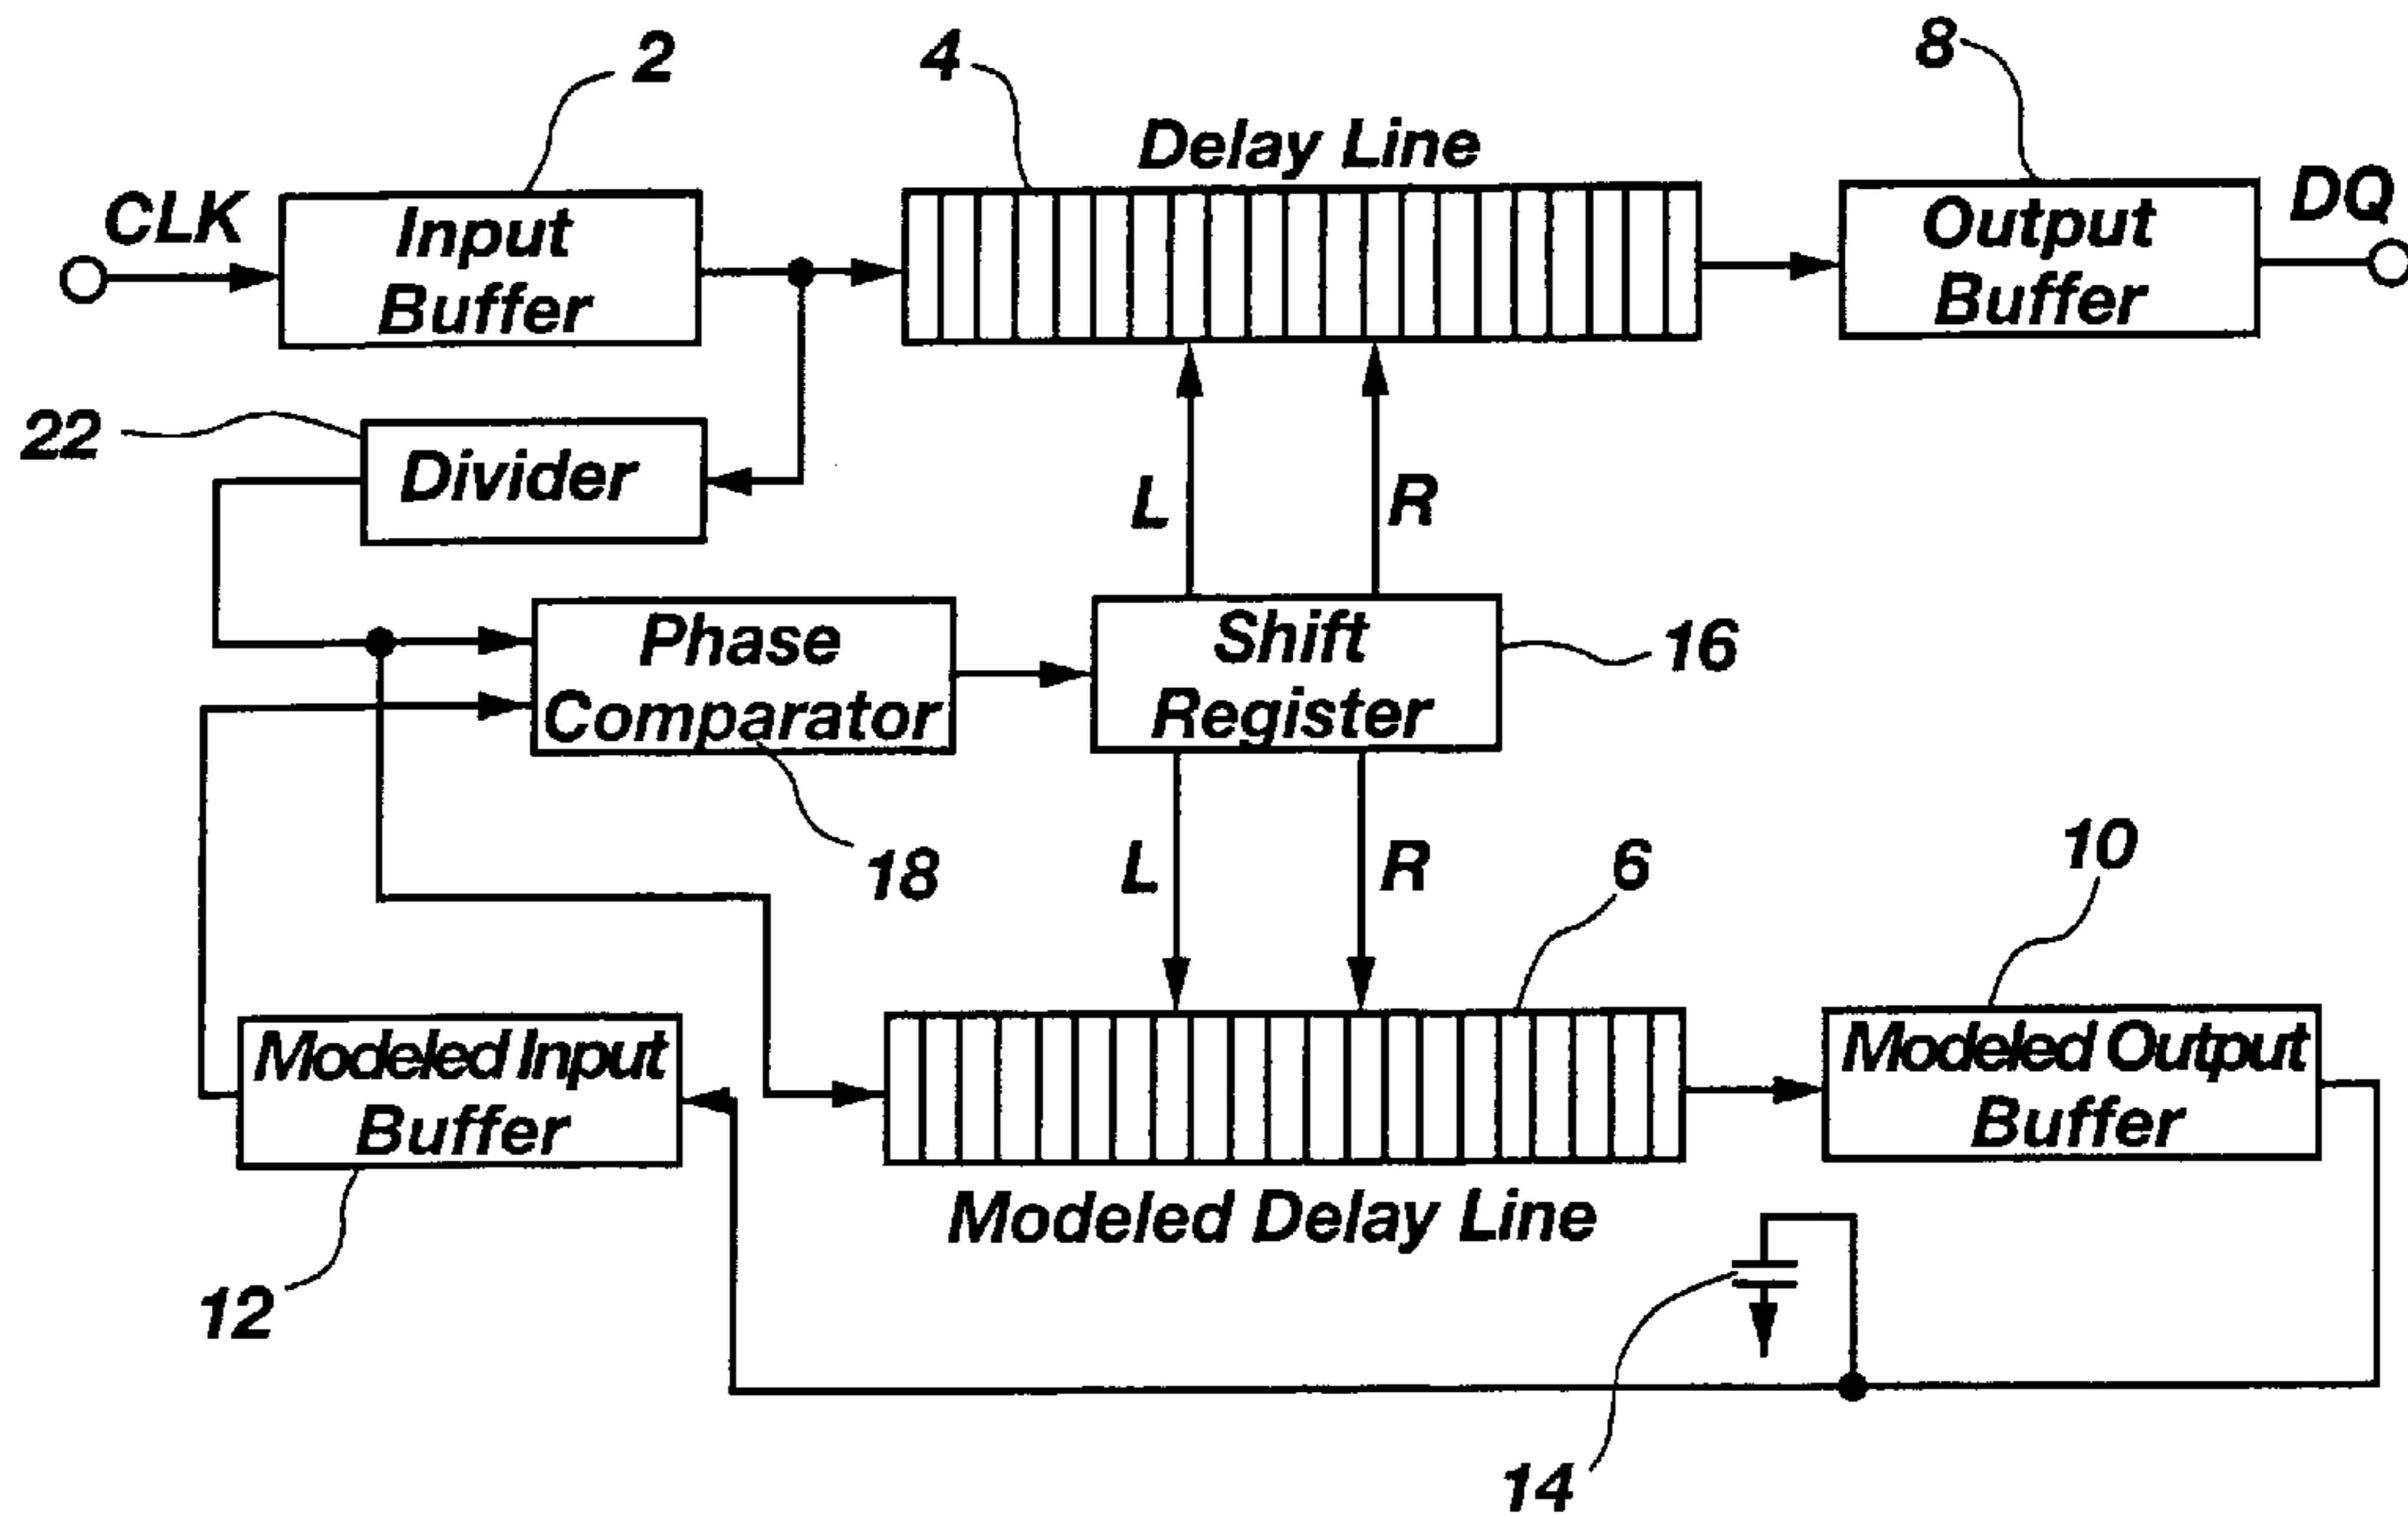 2
4
8
Delay Line
CLK
Input
Buffer
Output
Buffer
DQ
22
Divider
L
R
Phase
Comparator
Shift
Register
16
18
L
R
6
10
Modeled Input
Buffer
Modeled Output
Buffer
Modeled Delay Line
12
14